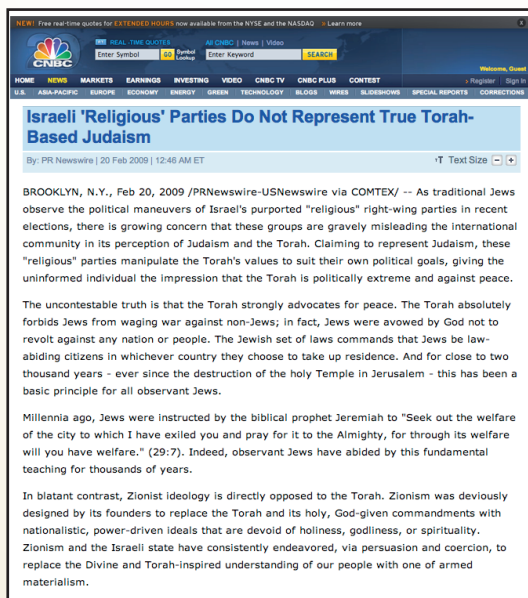 NEW! Free real-time quotes for EXTENDED HOURS now available from the NYSE and the NASDAQ » Learn more
REAL-TIME QUOTES All CNBC | News | Video
Enter Symbol GO Symbol Lookup Enter Keyword SEARCH
CNBC
Welcome, Guest
HOME NEWS MARKETS EARNINGS INVESTING VIDEO CNBC TV CNBC PLUS CONTEST » Register Sign In
U.S. ASIA-PACIFIC EUROPE ECONOMY ENERGY GREEN TECHNOLOGY BLOGS WIRES SLIDESHOWS SPECIAL REPORTS CORRECTIONS
Israeli 'Religious' Parties Do Not Represent True Torah-
Based Judaism
By: PR Newswire | 20 Feb 2009 | 12:46 AM ET
Text Size
BROOKLYN, N.Y., Feb 20, 2009 /PRNewswire-USNewswire via COMTEX/ -- As traditional Jews
observe the political maneuvers of Israel's purported "religious" right-wing parties in recent
elections, there is growing concern that these groups are gravely misleading the international
community in its perception of Judaism and the Torah. Claiming to represent Judaism, these
"religious" parties manipulate the Torah's values to suit their own political goals, giving the
uninformed individual the impression that the Torah is politically extreme and against peace.
The uncontestable truth is that the Torah strongly advocates for peace. The Torah absolutely
forbids Jews from waging war against non-Jews; in fact, Jews were avowed by God not to
revolt against any nation or people. The Jewish set of laws commands that Jews be law-
abiding citizens in whichever country they choose to take up residence. And for close to two
thousand years - ever since the destruction of the holy Temple in Jerusalem - this has been a
basic principle for all observant Jews.
Millennia ago, Jews were instructed by the biblical prophet Jeremiah to "Seek out the welfare
of the city to which I have exiled you and pray for it to the Almighty, for through its welfare
will you have welfare." (29:7). Indeed, observant Jews have abided by this fundamental
teaching for thousands of years.
In blatant contrast, Zionist ideology is directly opposed to the Torah. Zionism was deviously
designed by its founders to replace the Torah and its holy, God-given commandments with
nationalistic, power-driven ideals that are devoid of holiness, godliness, or spirituality.
Zionism and the Israeli state have consistently endeavored, via persuasion and coercion, to
replace the Divine and Torah-inspired understanding of our people with one of armed
materialism.